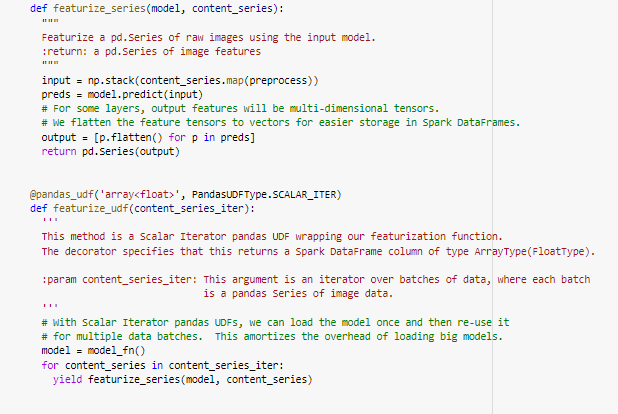 def featurize_series(model, content_series):
"""
Featurize a pd.Series of raw images using the input model.
:return: a pd.Series of image features
"""
input = np.stack(content_series.map(preprocess))
preds = model.predict(input)
# For some layers, output features will be multi-dimensional tensors.
# We flatten the feature tensors to vectors for easier storage in Spark DataFrames.
output = [p.flatten() for p in preds]
return pd.Series(output)
@pandas_udf('array<float>', PandasUDFType.SCALAR_ITER)
def featurize_udf(content_series_iter):
'''
This method is a Scalar Iterator pandas UDF wrapping our featurization function.
The decorator specifies that this returns a Spark DataFrame column of type ArrayType(FloatType).
:param content_series_iter: This argument is an iterator over batches of data, where each batch
is a pandas Series of image data.
'''
# With Scalar Iterator pandas UDFs, we can load the model once and then re-use it
# for multiple data batches.  This amortizes the overhead of loading big models.
model = model_fn()
for content_series in content_series_iter:
yield featurize_series(model, content_series)